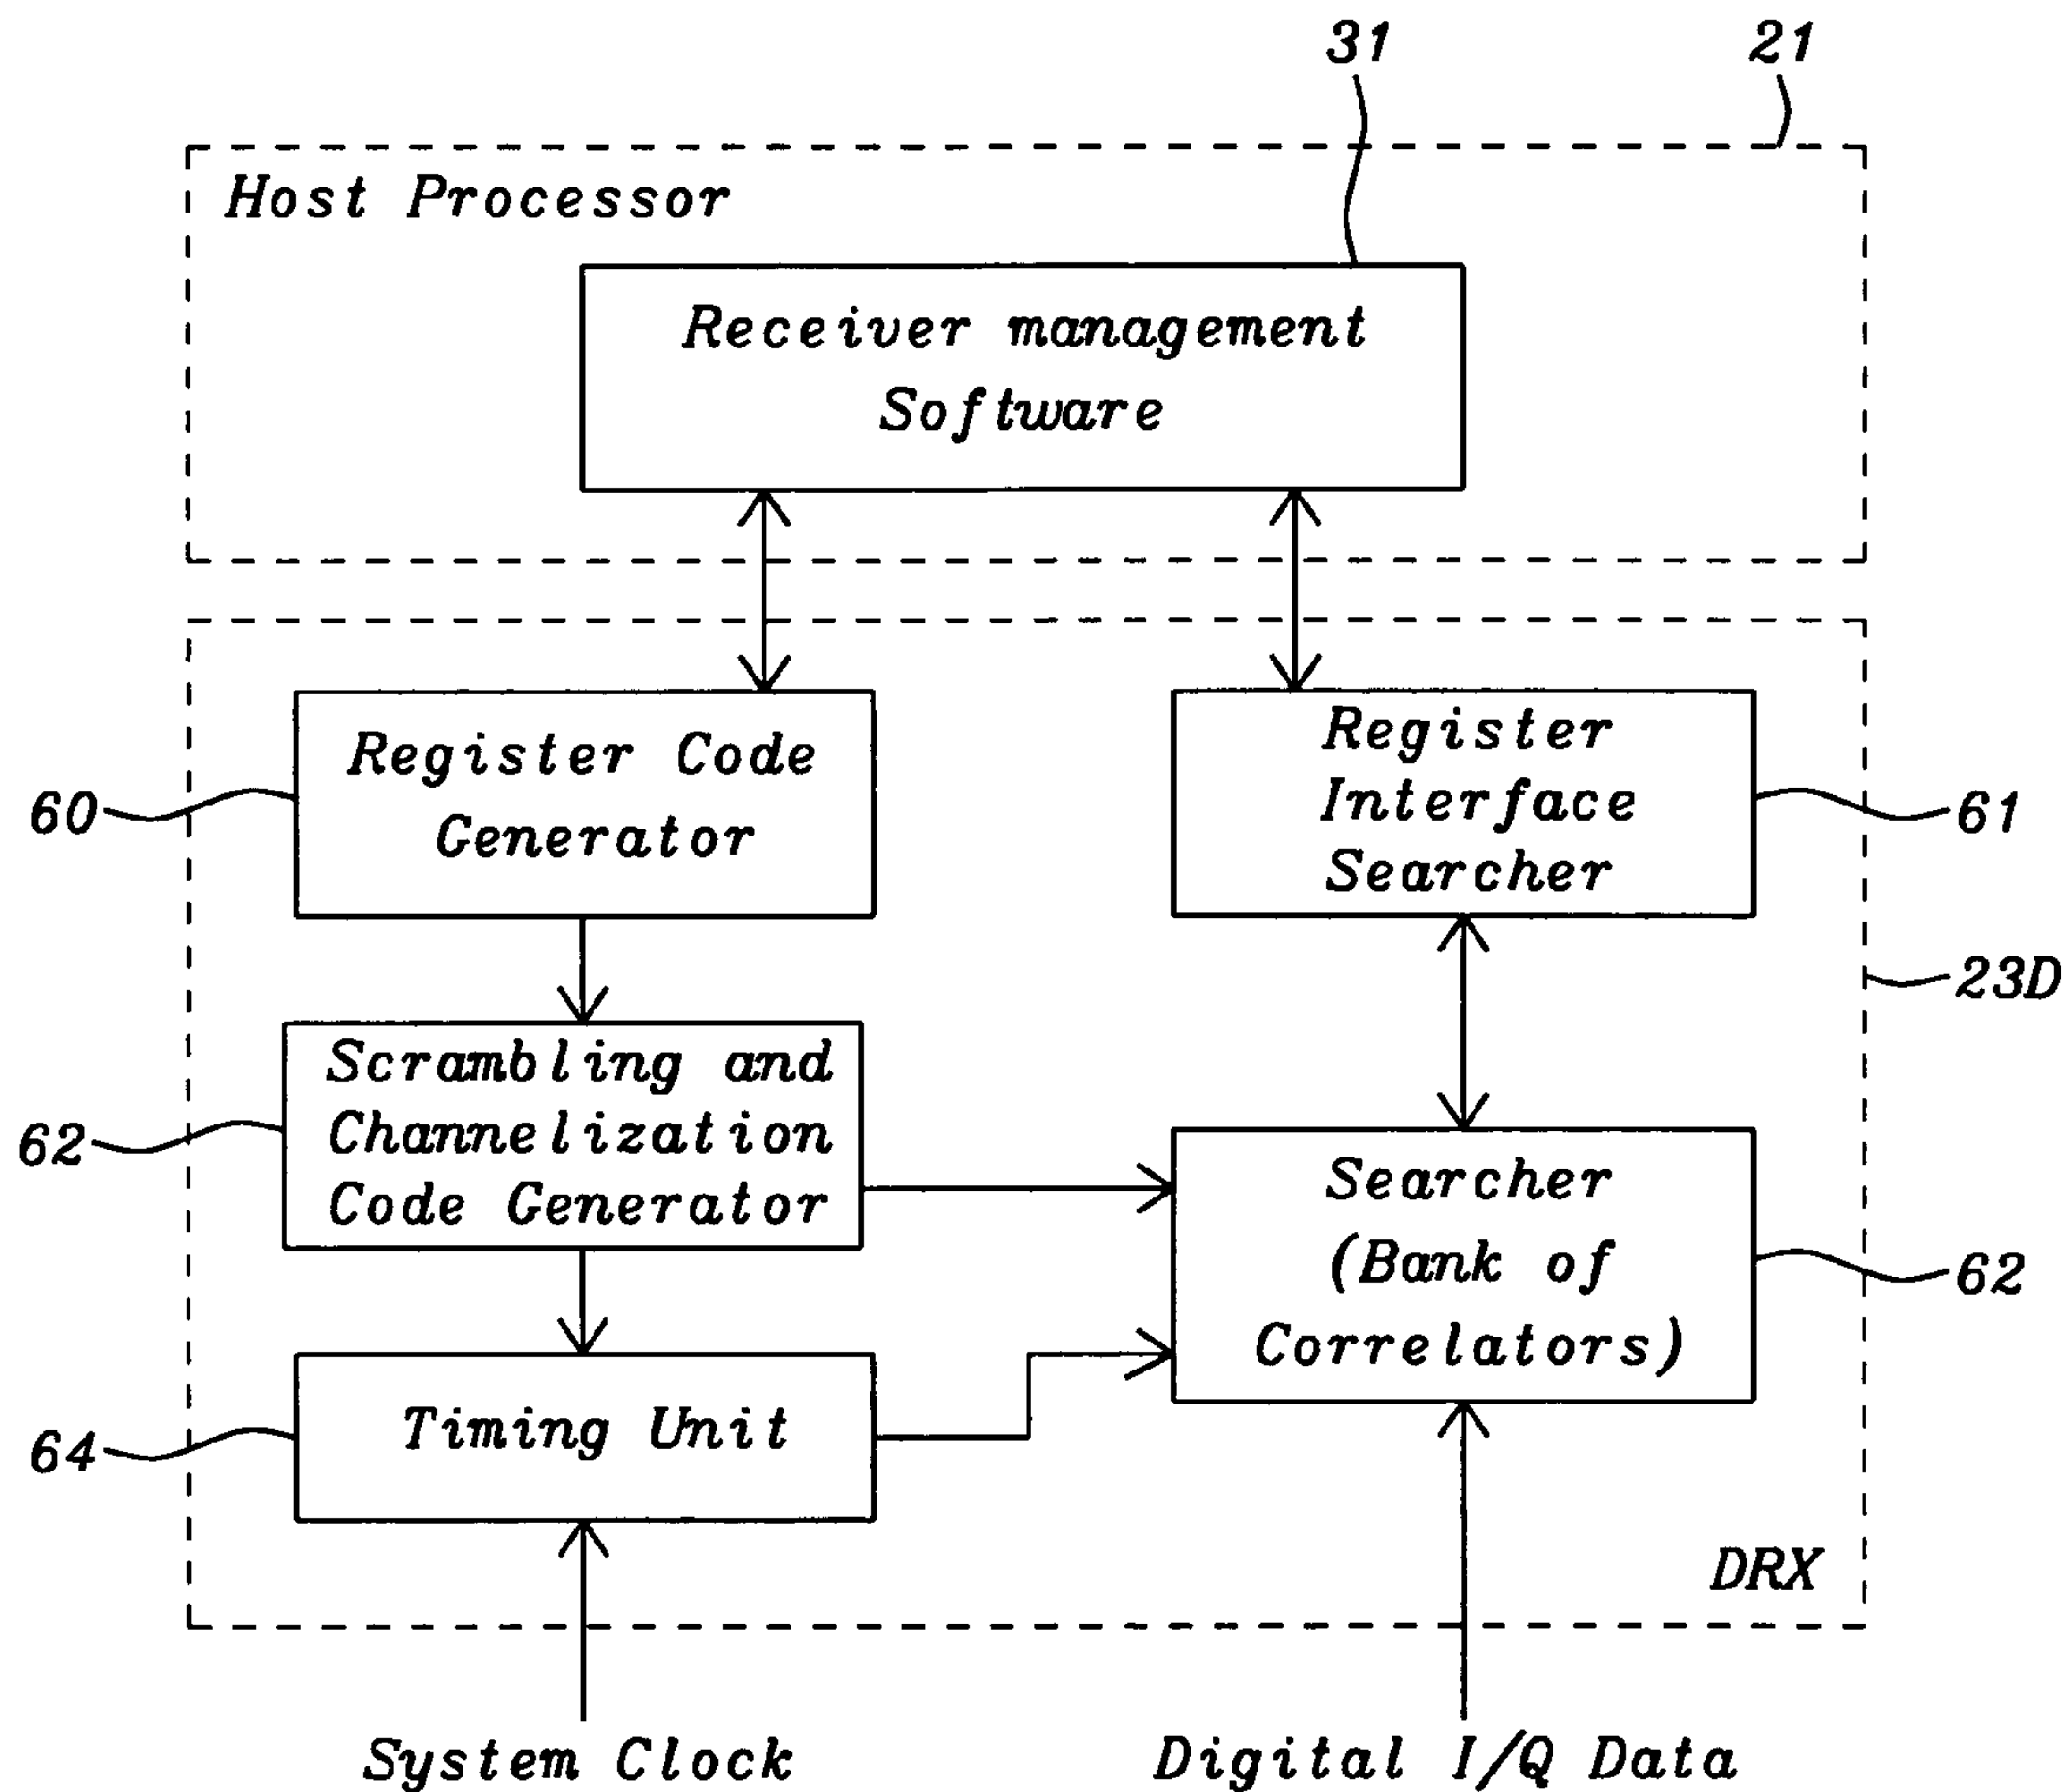 31
21
Host Processor
Receiver management
Software
Register Code
Generator
60
Register
Interface
Searcher
61
23D
Scrambling and
Channelization
Code Generator
62
Searcher
(Bank of
Correlators)
62
Timing Unit
64
DRX
System Clock
Digital I/Q Data